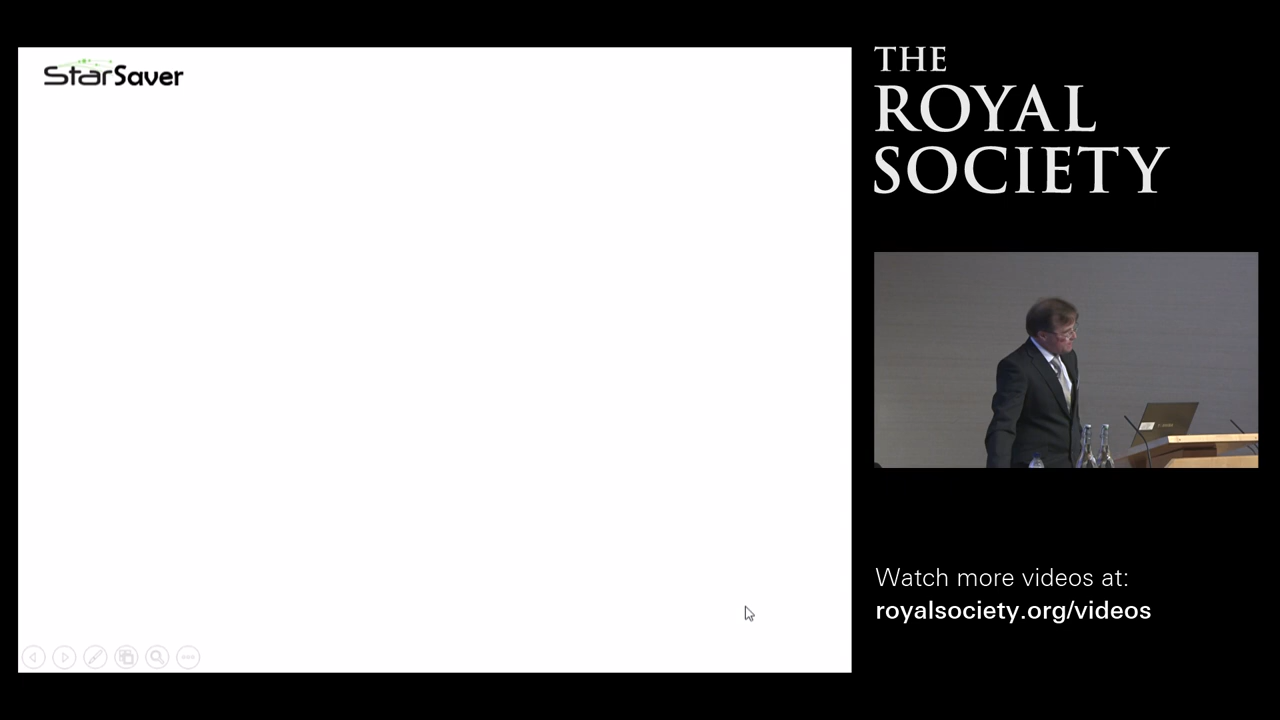 StarSaver
THE
ROYAL
SOCIETY
Watch more videos at:
royalsociety.org/videos